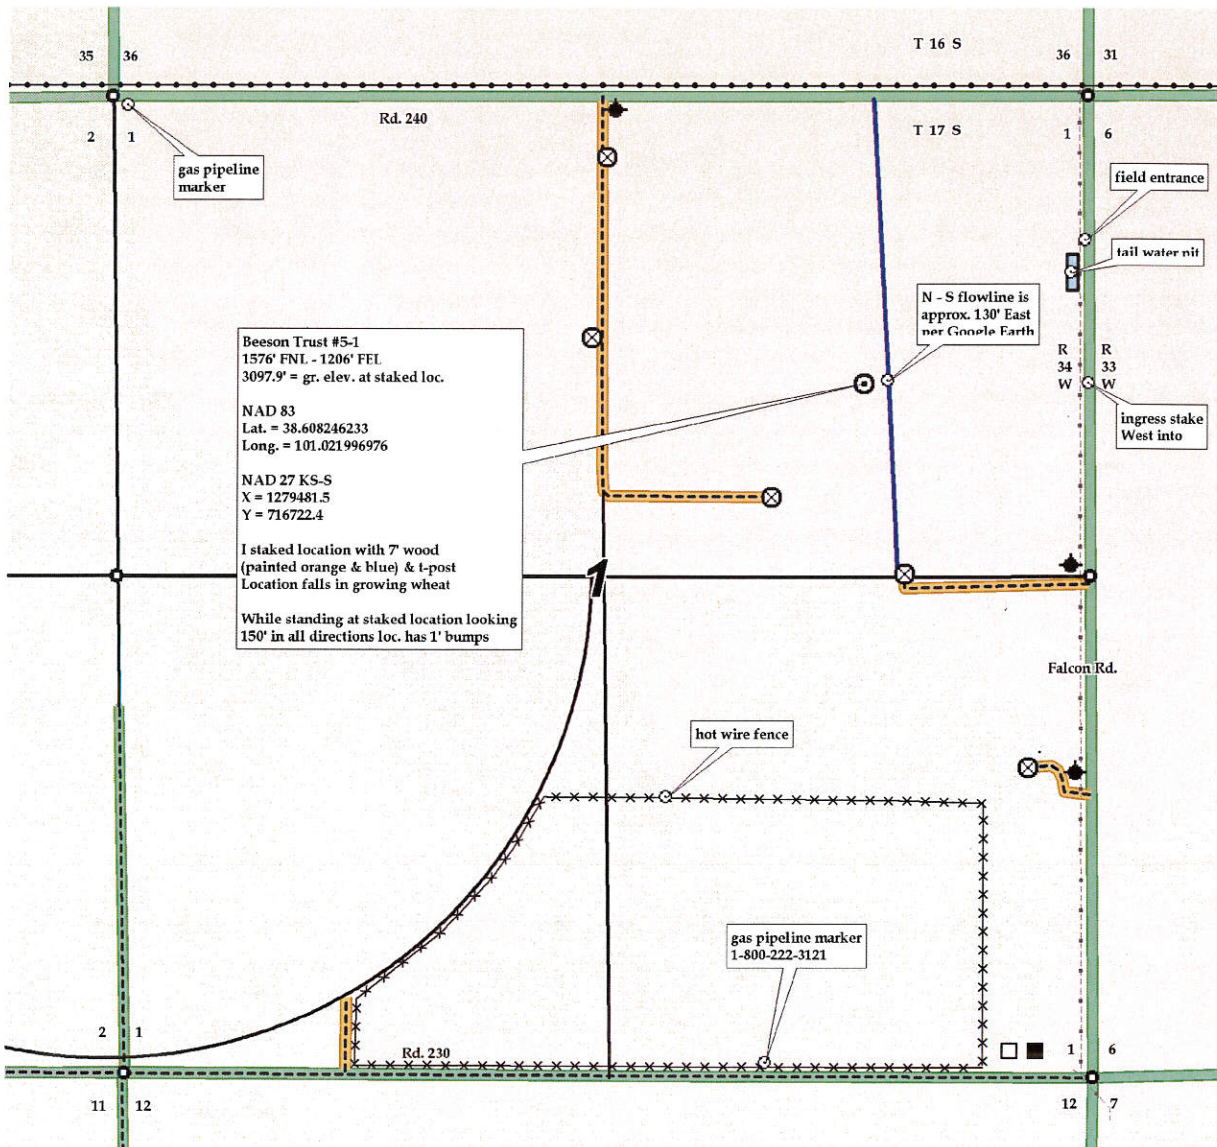 T 16 S
35 36
36 31
Rd. 240
T 17 S
2 1
1 6
gas pipeline
marker
field entrance
tail water pit
N - S flowline is
approx. 130' East
per Google Earth
Beeson Trust #5-1
1576' FNL - 1206' FEL
3097.9' = gr. elev. at staked loc.
NAD 83
Lat. = 38.608246233
Long. = 101.021996976
NAD 27 KS-S
X = 1279481.5
Y = 716722.4
I staked location with 7' wood
(painted orange & blue) & t-post
Location falls in growing wheat
While standing at staked location looking
150' in all directions loc. has 1' bumps
R R
34 33
W W
ingress stake
West into
1
Falcon Rd.
hot wire fence
gas pipeline marker
1-800-222-3121
2 1
Rd. 230
1 6
11 12
12 7